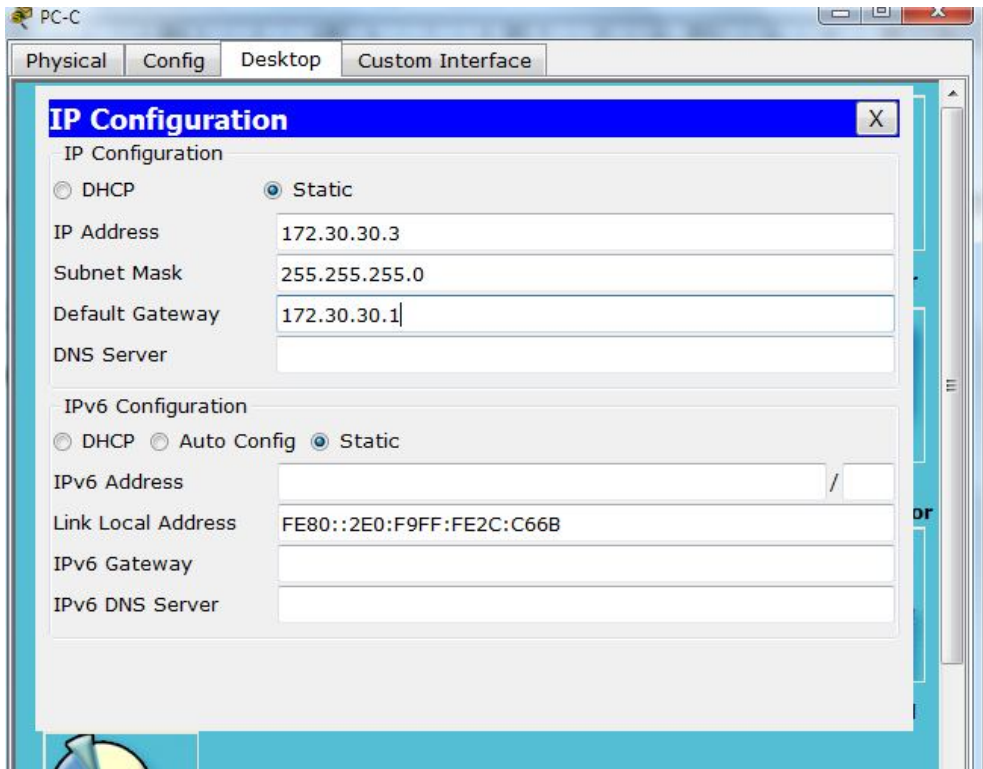 PC-C
Physical Config Desktop Custom Interface
IP Configuration X
IP Configuration
DHCP Static
IP Address 172.30.30.3
Subnet Mask 255.255.255.0
Default Gateway 172.30.30.1
DNS Server
IPv6 Configuration
DHCP Auto Config Static
IPv6 Address /
Link Local Address FE80::2E0:F9FF:FE2C:C66B
or
IPv6 Gateway
IPv6 DNS Server